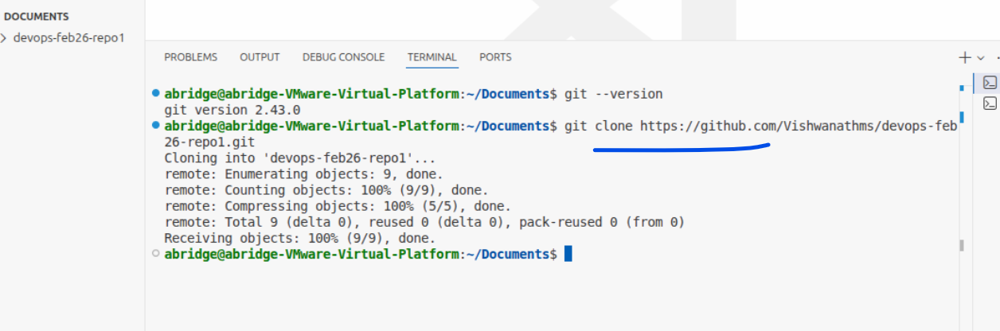 DOCUMENTS
devops-feb26-repo1
PROBLEMS OUTPUT DEBUG CONSOLE TERMINAL PORTS
abridge@abridge-VMware-Virtual-Platform:~/Documents$ git --version
git version 2.43.0
abridge@abridge-VMware-Virtual-Platform:~/Documents$ git clone https://github.com/Vishwanathms/devops-feb
26-repo1.git
Cloning into 'devops-feb26-repo1'...
remote: Enumerating objects: 9, done.
remote: Counting objects: 100% (9/9), done.
remote: Compressing objects: 100% (5/5), done.
remote: Total 9 (delta 0), reused 0 (delta 0), pack-reused 0 (from 0)
Receiving objects: 100% (9/9), done.
abridge@abridge-VMware-Virtual-Platform:~/Documents$